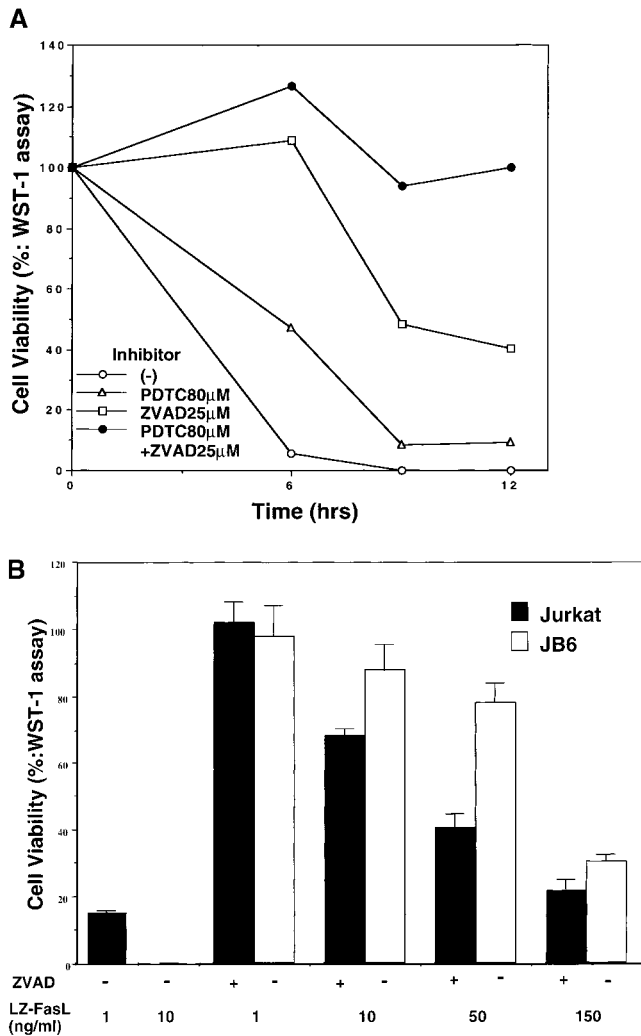 A
140
120
100
80
60
40
20
0
Cell Viability (%: WST-1 assay)
Inhibitor
(-)
PDTC80μM
ZVAD25μM
PDTC80μM
+ZVAD25μM
0 6 12
Time (hrs)
B
120
100
80
60
40
20
0
Cell Viability (%:WST-1 assay)
Jurkat
JB6
ZVAD - - + - + - + - + -
LZ-FasL 1 10 1 10 50 150
(ng/ml)